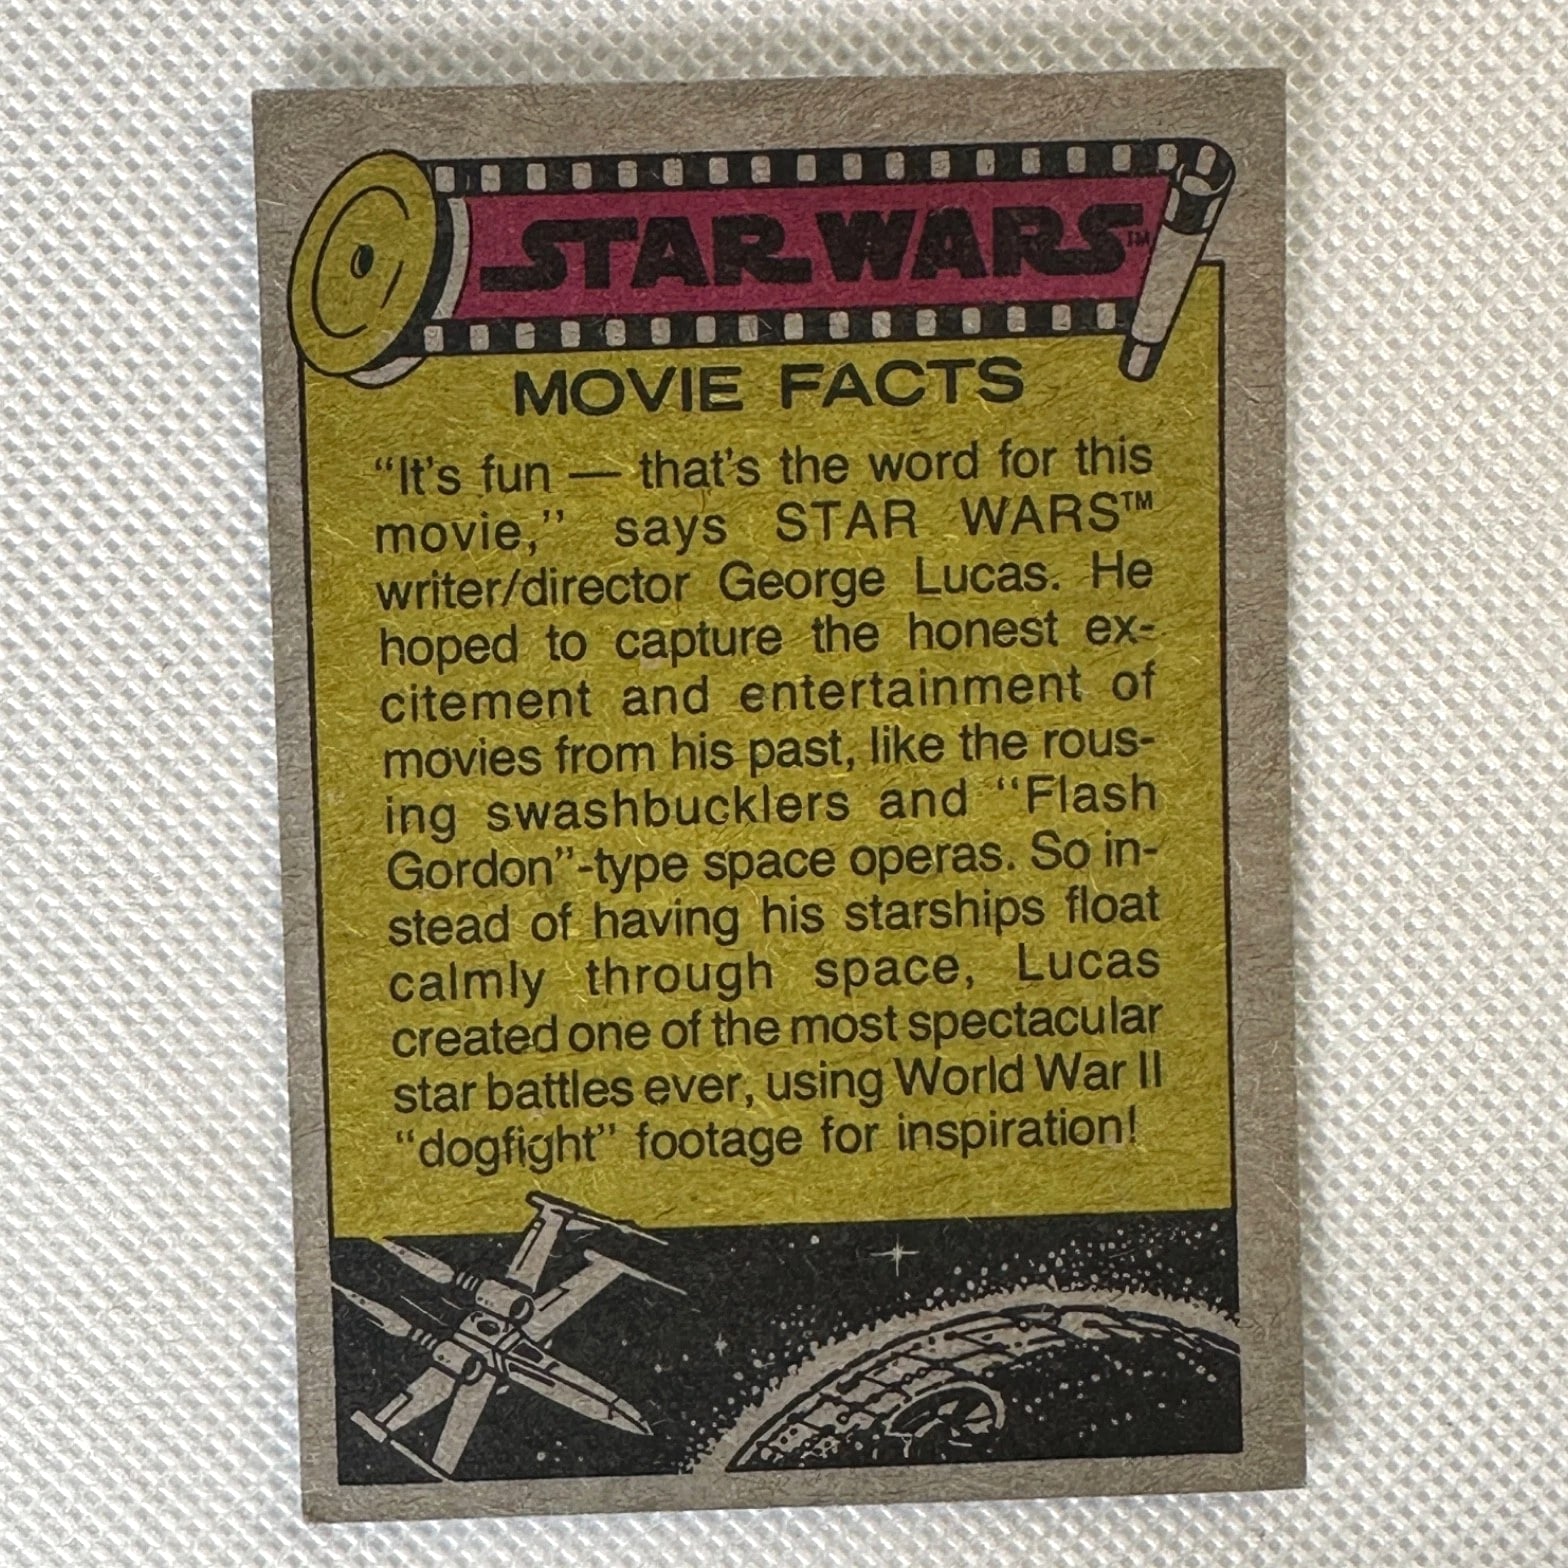 STAR WARS™
MOVIE FACTS
“It's fun — that's the word for this
movie,” says STAR WARS™
writer/director George Lucas. He
hoped to capture the honest ex-
citement and entertainment of
movies from his past, like the rous-
ing swashbucklers and “Flash
Gordon”-type space operas. So in-
stead of having his starships float
calmly through space, Lucas
created one of the most spectacular
star battles ever, using World War II
“dogfight” footage for inspiration!